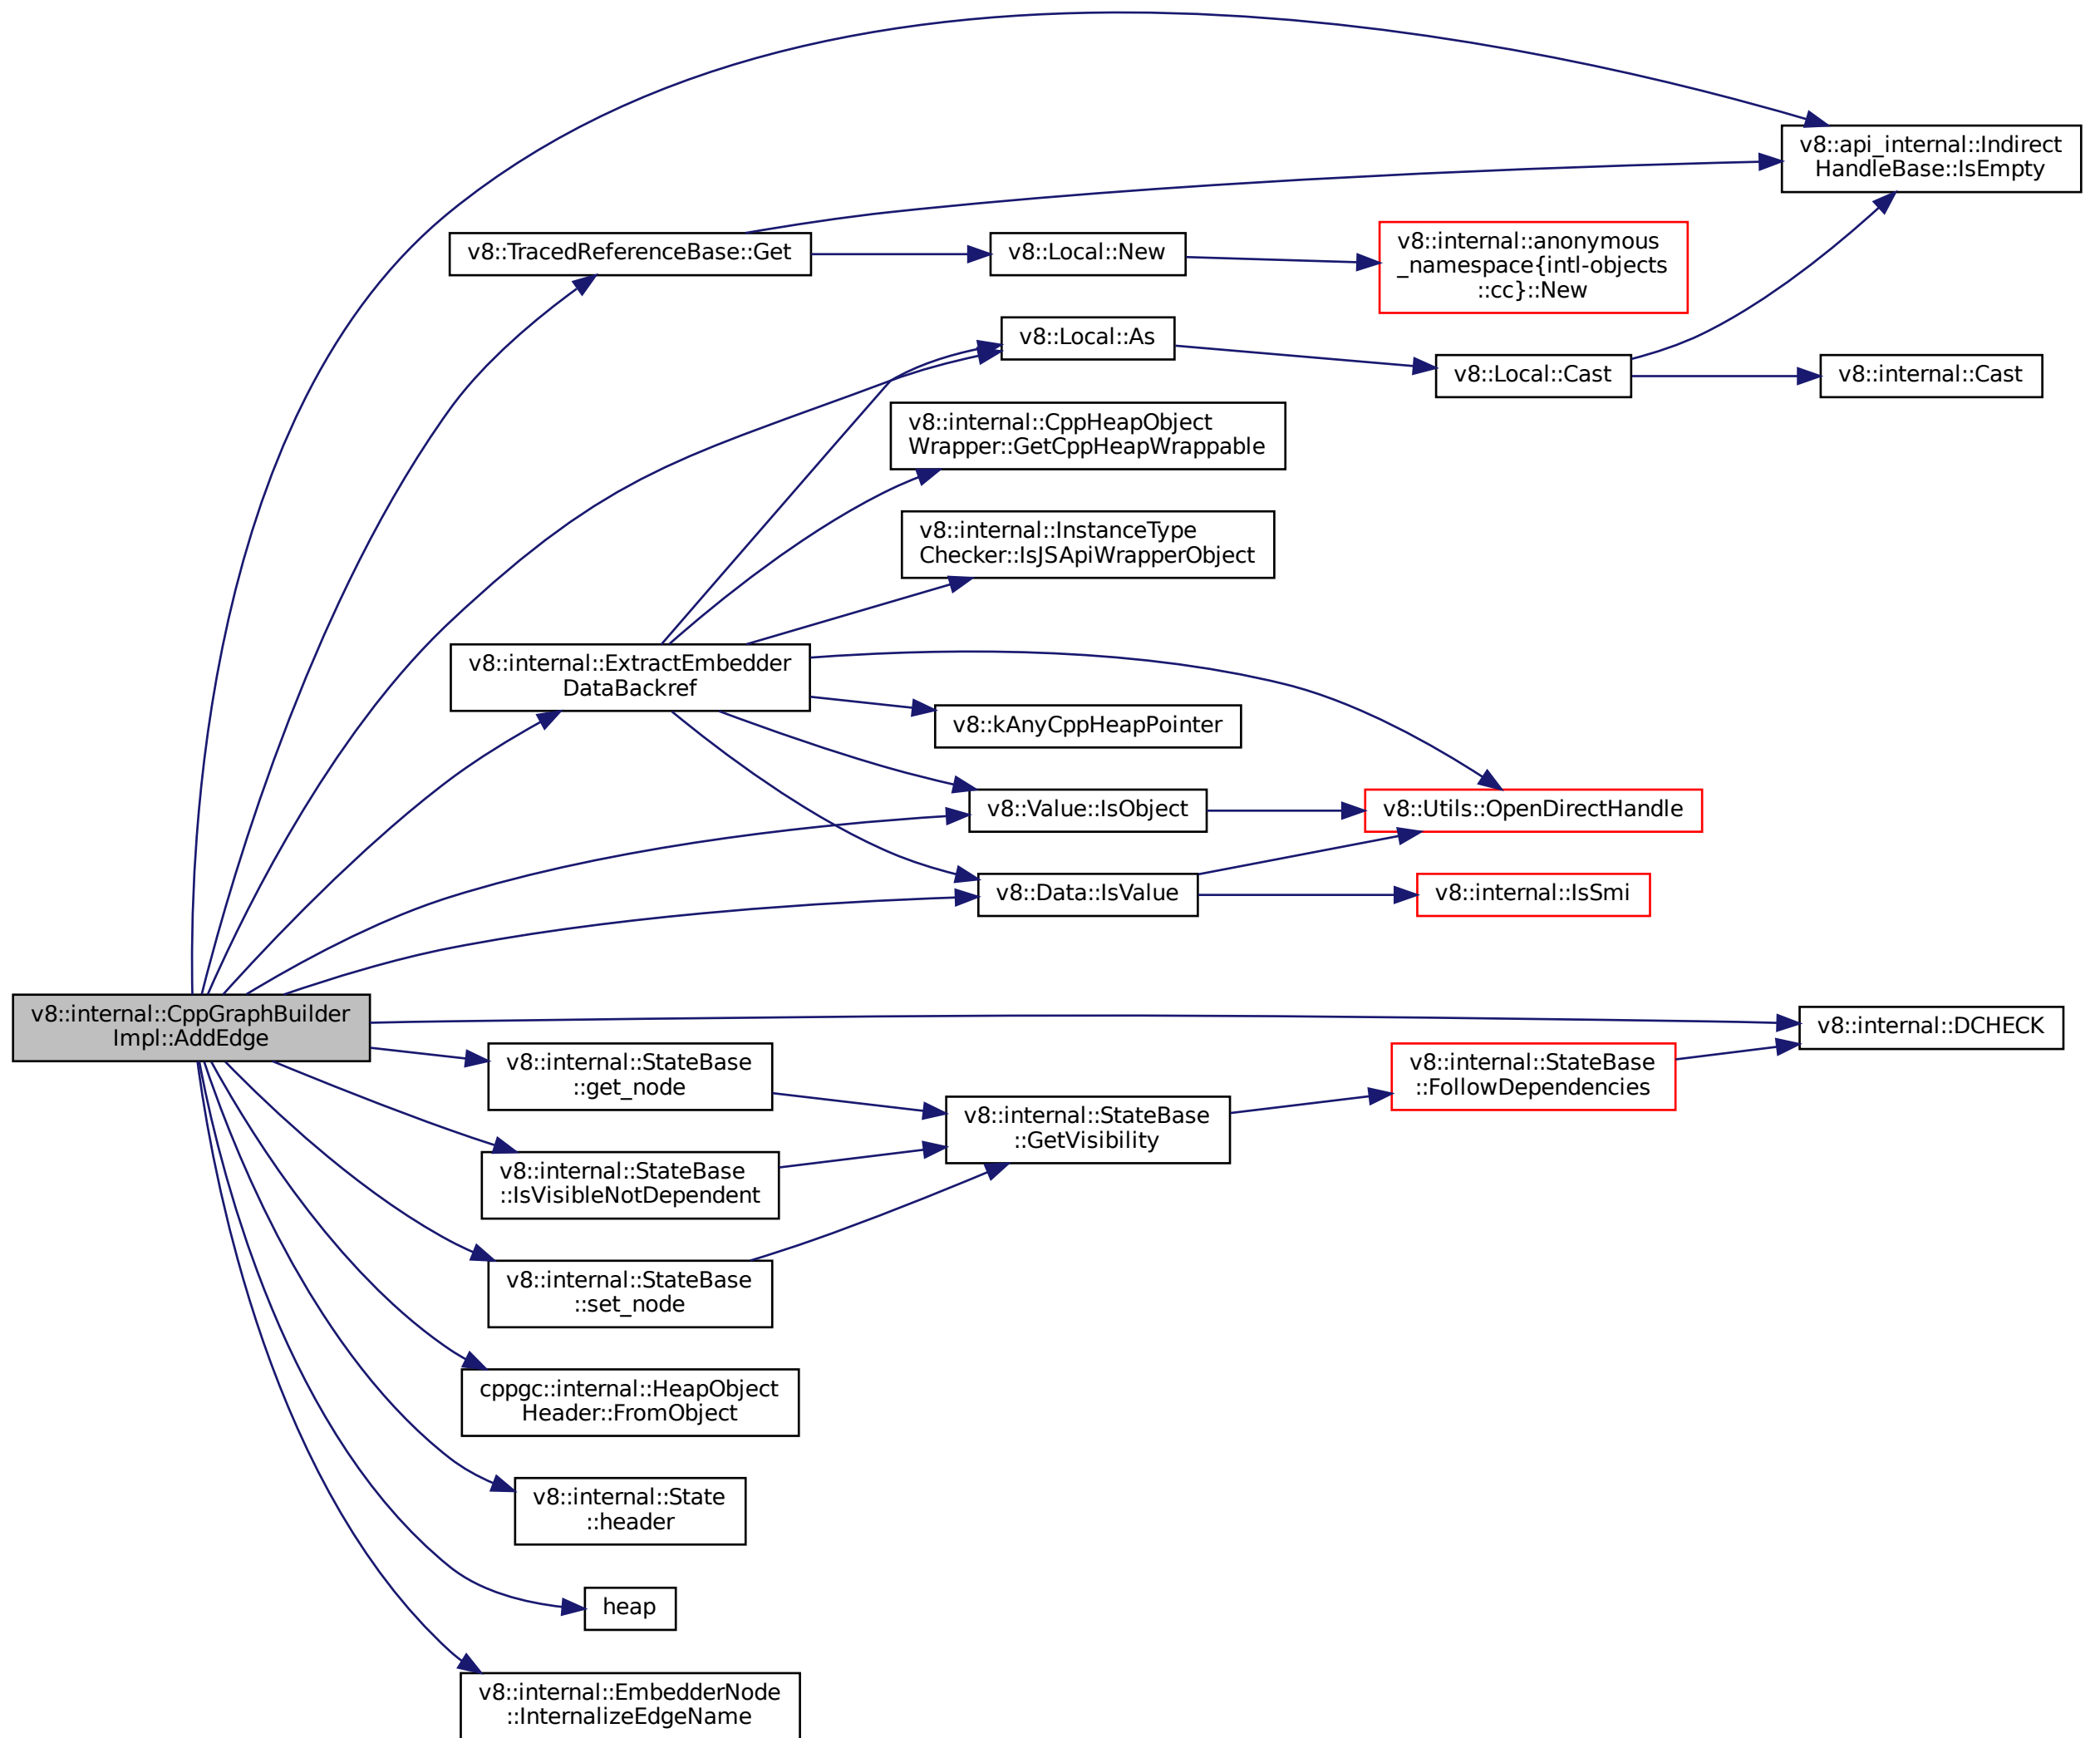 v8::api_internal::Indirect
HandleBase::IsEmpty
v8::TracedReferenceBase::Get
v8::Local::New
v8::internal::anonymous
_namespace{intl-objects
::cc}::New
v8::Local::As
v8::Local::Cast
v8::internal::Cast
v8::internal::CppHeapObject
Wrapper::GetCppHeapWrappable
v8::internal::InstanceType
Checker::IsJSApiWrapperObject
v8::internal::ExtractEmbedder
DataBackref
v8::kAnyCppHeapPointer
v8::Value::IsObject
v8::Utils::OpenDirectHandle
v8::Data::IsValue
v8::internal::IsSmi
v8::internal::CppGraphBuilder
Impl::AddEdge
v8::internal::DCHECK
v8::internal::StateBase
::get_node
v8::internal::StateBase
::FollowDependencies
v8::internal::StateBase
::GetVisibility
v8::internal::StateBase
::IsVisibleNotDependent
v8::internal::StateBase
::set_node
cppgc::internal::HeapObject
Header::FromObject
v8::internal::State
::header
heap
v8::internal::EmbedderNode
::InternalizeEdgeName